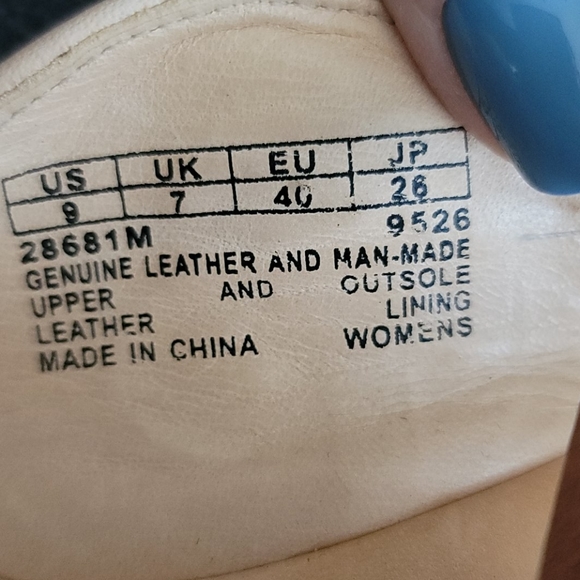 US UK EU JP
9 7 40 26
28681M 9526
GENUINE LEATHER AND MAN-MADE
UPPER AND OUTSOLE
LEATHER LINING
MADE IN CHINA WOMENS